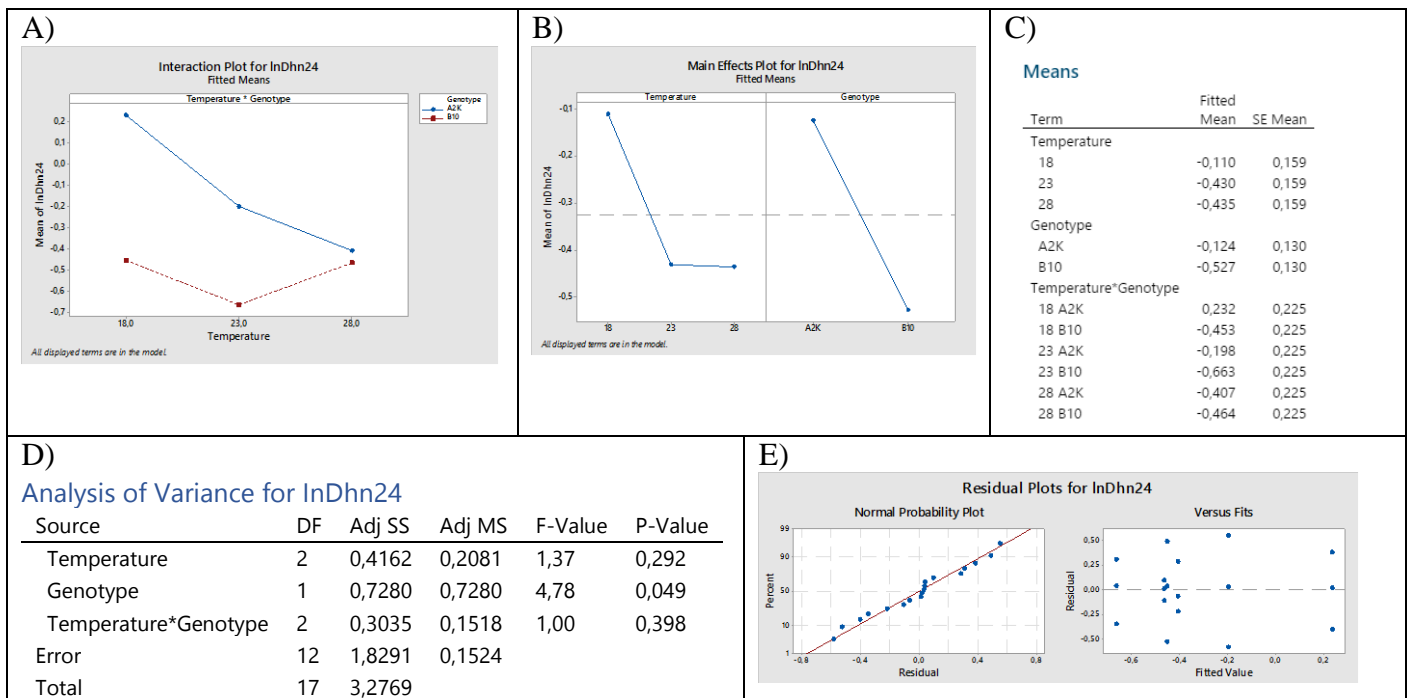 A)
Interaction Plot for lnDhn24
Fitted Means
Temperature * Genotype
Genotype
A2K
B10
Mean of lnDhn24
0,2
0,1
0,0
-0,1
-0,2
-0,3
-0,4
-0,5
-0,6
-0,7
18,0 23,0 28,0
Temperature
All displayed terms are in the model.
B)
Main Effects Plot for lnDhn24
Fitted Means
Temperature Genotype
Mean of lnDhn24
-0,1
-0,2
-0,3
-0,4
-0,5
18 23 28 A2K B10
All displayed terms are in the model.
C)
Means
Fitted
Term Mean SE Mean
Temperature
18 -0,110 0,159
23 -0,430 0,159
28 -0,435 0,159
Genotype
A2K -0,124 0,130
B10 -0,527 0,130
Temperature*Genotype
18 A2K 0,232 0,225
18 B10 -0,453 0,225
23 A2K -0,198 0,225
23 B10 -0,663 0,225
28 A2K -0,407 0,225
28 B10 -0,464 0,225
D)
Analysis of Variance for lnDhn24
Source DF Adj SS Adj MS F-Value P-Value
Temperature 2 0,4162 0,2081 1,37 0,292
Genotype 1 0,7280 0,7280 4,78 0,049
Temperature*Genotype 2 0,3035 0,1518 1,00 0,398
Error 12 1,8291 0,1524
Total 17 3,2769
E)
Residual Plots for lnDhn24
Normal Probability Plot
Percent
99
90
50
10
1
-0,8 -0,4 0,0 0,4 0,8
Residual
Versus Fits
Residual
0,50
0,25
0,00
-0,25
-0,50
-0,6 -0,4 -0,2 0,0 0,2
Fitted Value